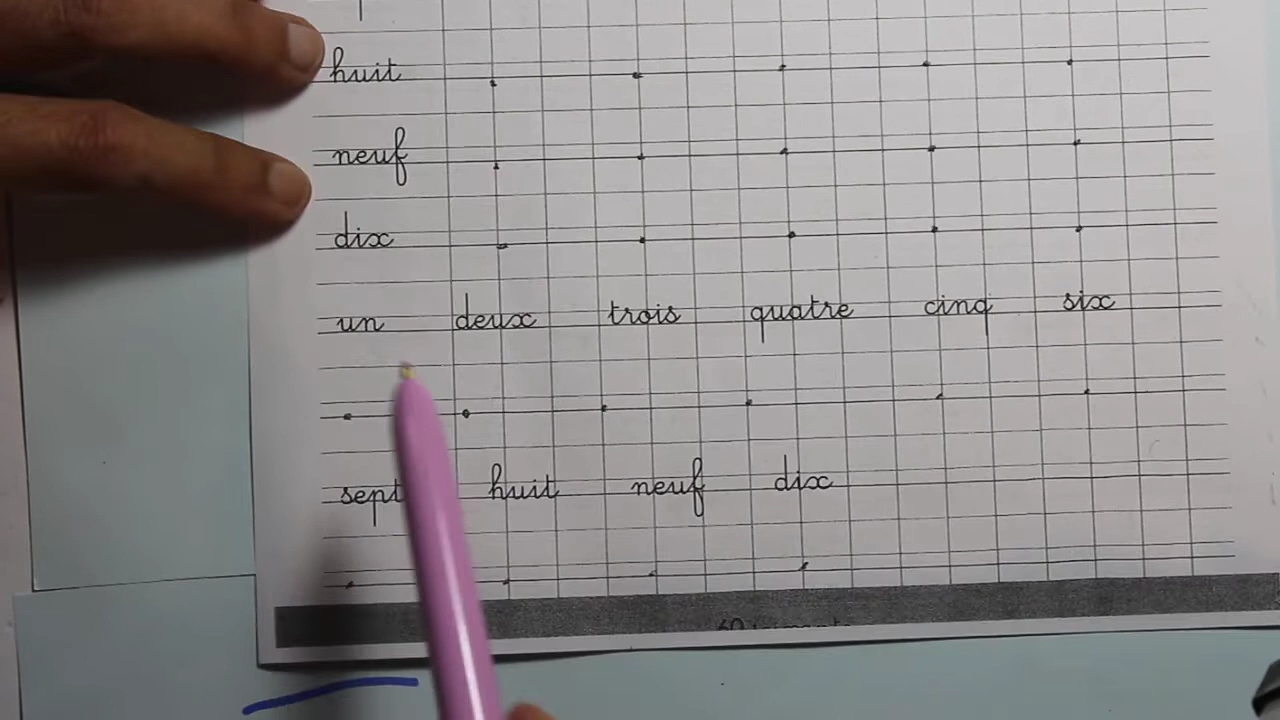 huit
neuf
dix
un deux trois quatre cinq six
sept huit neuf dix